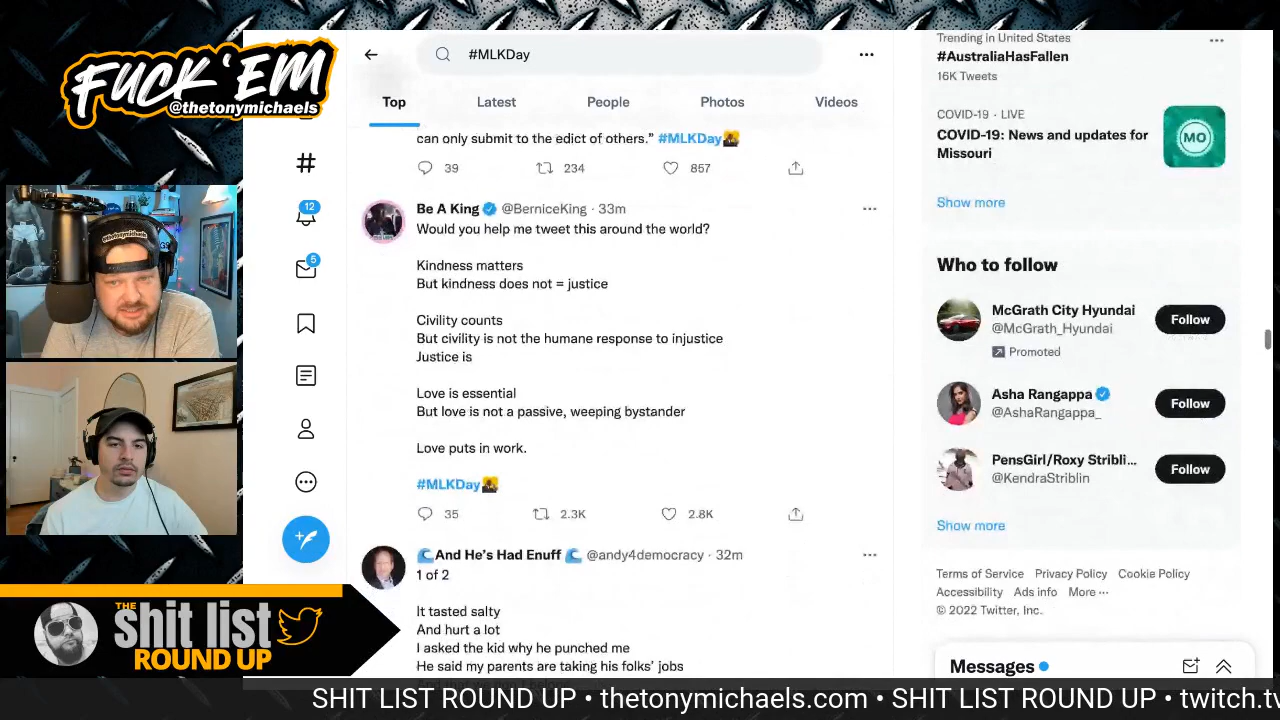 FUCK 'EM
@thetonymichaels
#MLKDay
Top
Latest
People
Photos
Videos
can only submit to the edict of others.” #MLKDay
39
234
857
Be A King @BerniceKing · 33m
Would you help me tweet this around the world?
Kindness matters
But kindness does not = justice
Civility counts
But civility is not the humane response to injustice
Justice is
Love is essential
But love is not a passive, weeping bystander
Love puts in work.
#MLKDay
35
2.3K
2.8K
And He's Had Enuff @andy4democracy · 32m
1 of 2
It tasted salty
And hurt a lot
I asked the kid why he punched me
He said my parents are taking his folks' jobs
12
5
Trending in United States
#AustraliaHasFallen
16K Tweets
COVID-19 · LIVE
COVID-19: News and updates for
Missouri
MO
Show more
Who to follow
McGrath City Hyundai
@McGrath_Hyundai
Promoted
Follow
Asha Rangappa
@AshaRangappa_
Follow
PensGirl/Roxy Stribli...
@KendraStriblin
Follow
Show more
Terms of Service Privacy Policy Cookie Policy
Accessibility Ads info More ···
© 2022 Twitter, Inc.
Messages
THE
shit list
ROUND UP
SHIT LIST ROUND UP • thetonymichaels.com • SHIT LIST ROUND UP • twitch.tv